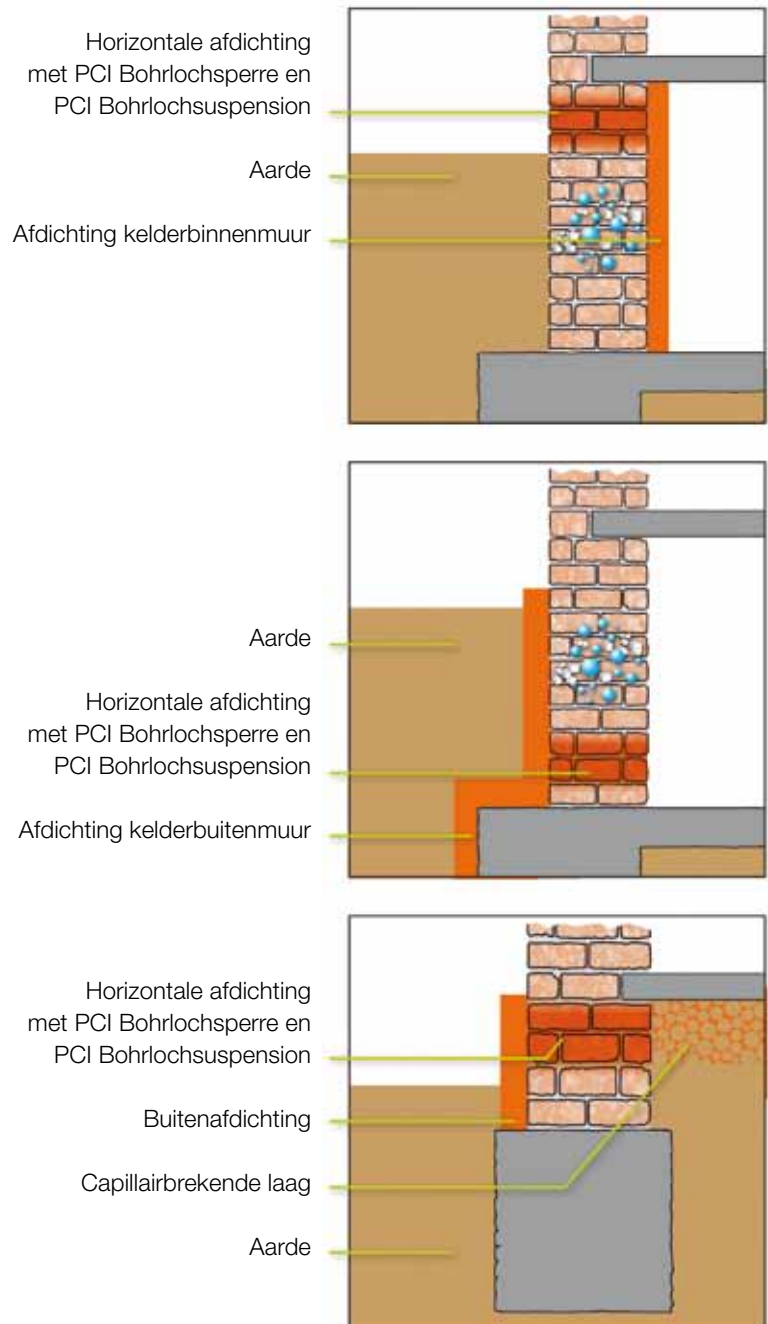 Horizontale afdichting
met PCI Bohrlochsperre en
PCI Bohrlochsuspension
Aarde
Afdichting kelderbinnenmuur
Aarde
Horizontale afdichting
met PCI Bohrlochsperre en
PCI Bohrlochsuspension
Afdichting kelderbuitenmuur
Horizontale afdichting
met PCI Bohrlochsperre en
PCI Bohrlochsuspension
Buitenafdichting
Capillairbrekende laag
Aarde